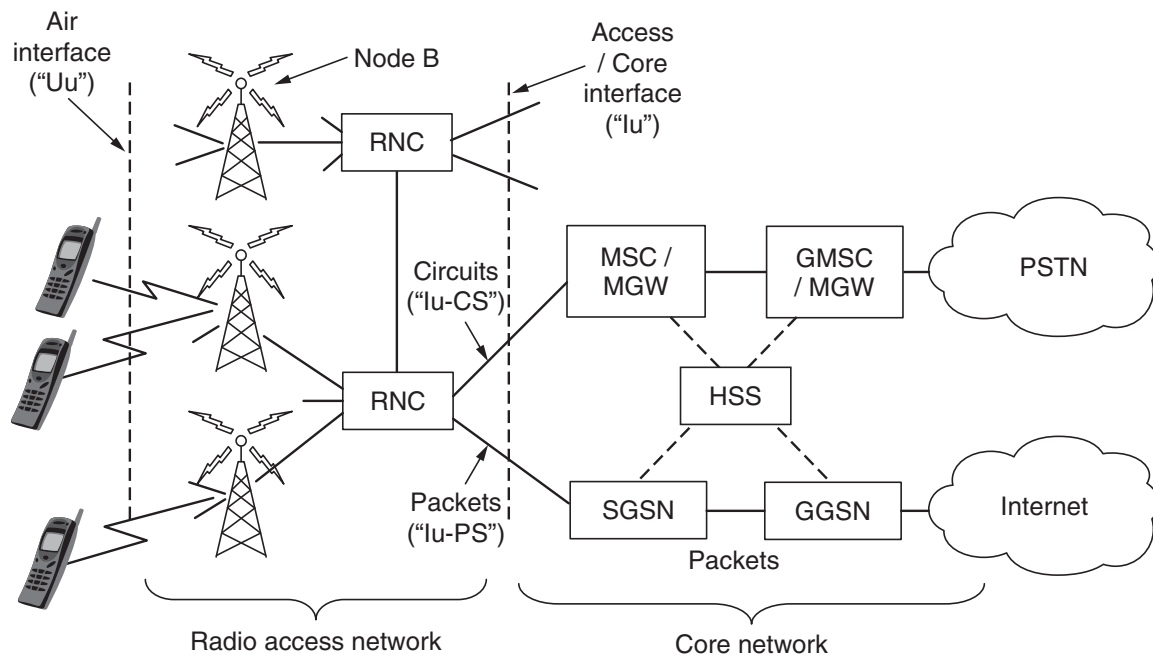 Air
interface
(“Uu”)
Node B
Access
/ Core
interface
(“Iu”)
RNC
MSC /
MGW
GMSC
/ MGW
PSTN
Circuits
(“Iu-CS”)
RNC
HSS
Packets
(“Iu-PS”)
SGSN
GGSN
Internet
Packets
Radio access network
Core network